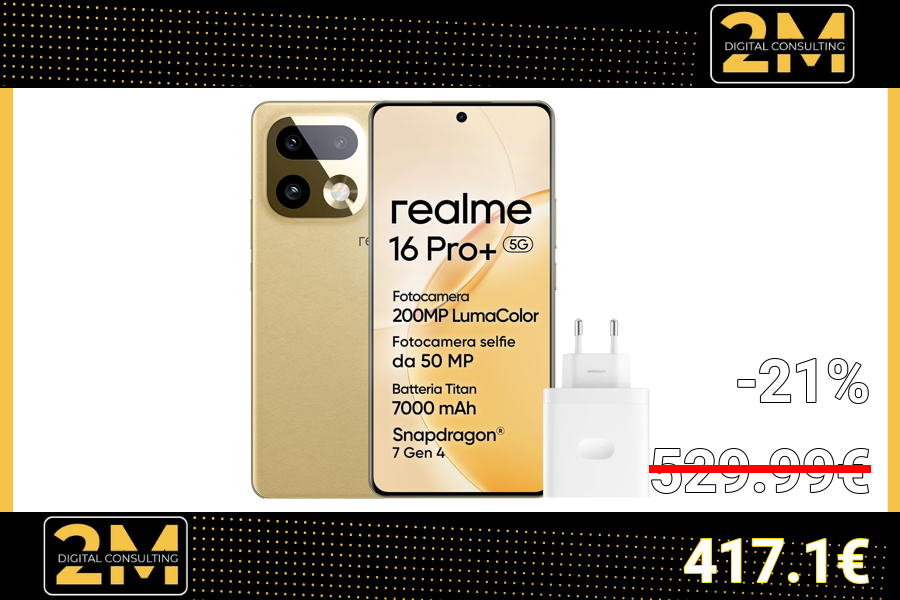 2M
DIGITAL CONSULTING
realme
16 Pro+ 5G
Fotocamera
200MP LumaColor
Fotocamera selfie
da 50 MP
Batteria Titan
7000 mAh
Snapdragon®
7 Gen 4
re
-21%
529.99€
2M
DIGITAL CONSULTING
417.1€